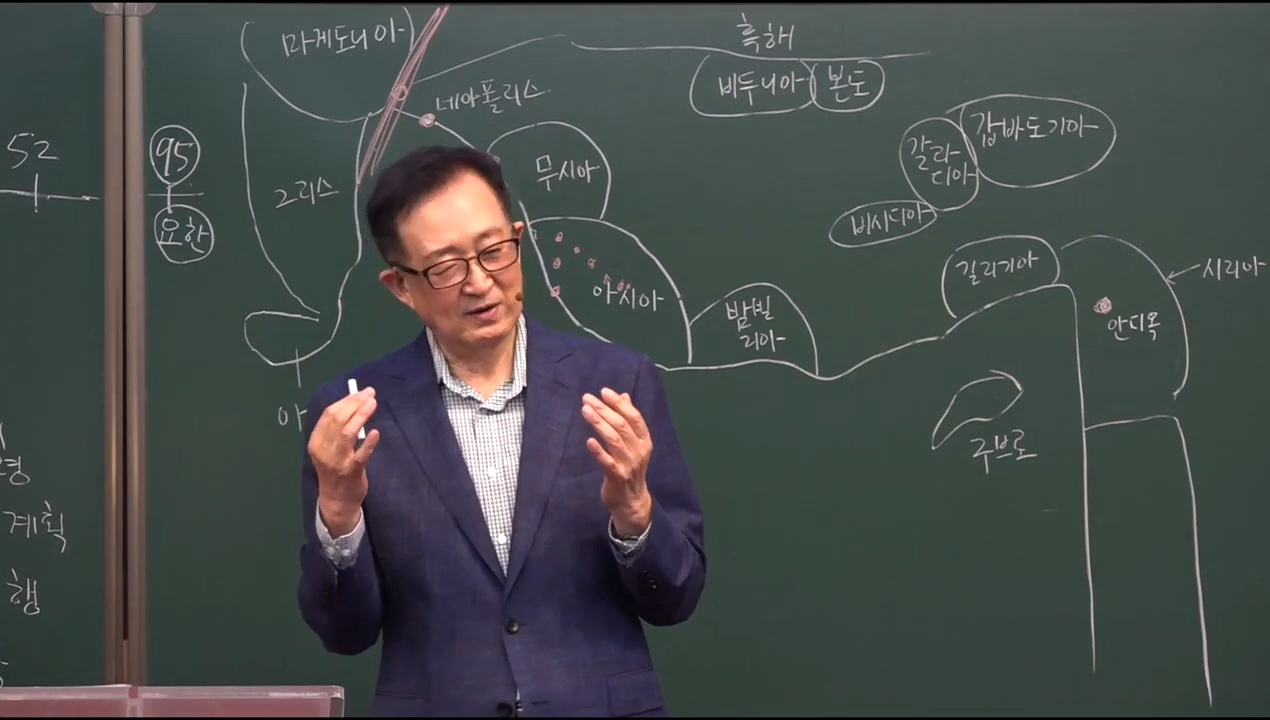 마게도니아
흑해
비두니아
본도
네아폴리스
52
95
요한
그리스
무시아
갈라
디아
갑바도기아
비시디아
길리기아
시리아
아시아
밤빌
리아
안디옥
구브로
아
계획
행